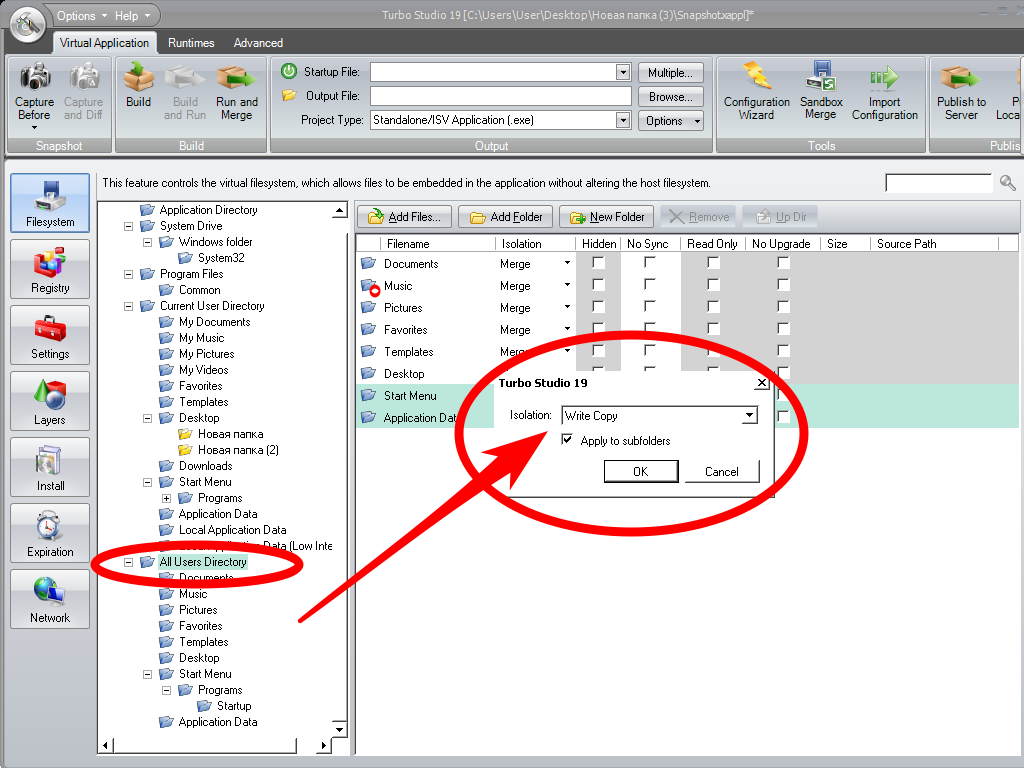 Options Help Turbo Studio 19 [C:\Users\User\Desktop\Новая папка (3)\Snapshot.xappl]*
Virtual Application Runtimes Advanced
Capture Before
Capture and Diff
Snapshot
Build
Build and Run
Run and Merge
Build
Startup File: Multiple...
Output File: Browse...
Project Type: Standalone/ISV Application (.exe) Options
Output
Configuration Wizard
Sandbox Merge
Import Configuration
Tools
Publish to Server
This feature controls the virtual filesystem, which allows files to be embedded in the application without altering the host filesystem.
Filesystem
Registry
Settings
Layers
Install
Expiration
Network
Application Directory
System Drive
Windows folder
System32
Program Files
Common
Current User Directory
My Documents
My Music
My Pictures
My Videos
Favorites
Templates
Desktop
Новая папка
Новая папка (2)
Downloads
Start Menu
Programs
Application Data
Local Application Data
Application Data (Low Inte
All Users Directory
Documents
Music
Pictures
Favorites
Templates
Desktop
Start Menu
Programs
Startup
Application Data
Add Files... Add Folder New Folder Remove Up Dir
Filename Isolation Hidden No Sync Read Only No Upgrade Size Source Path
Documents Merge
Music Merge
Pictures Merge
Favorites Merge
Templates Merge
Desktop
Start Menu
Application Data
Turbo Studio 19
Isolation: Write Copy
Apply to subfolders
OK Cancel